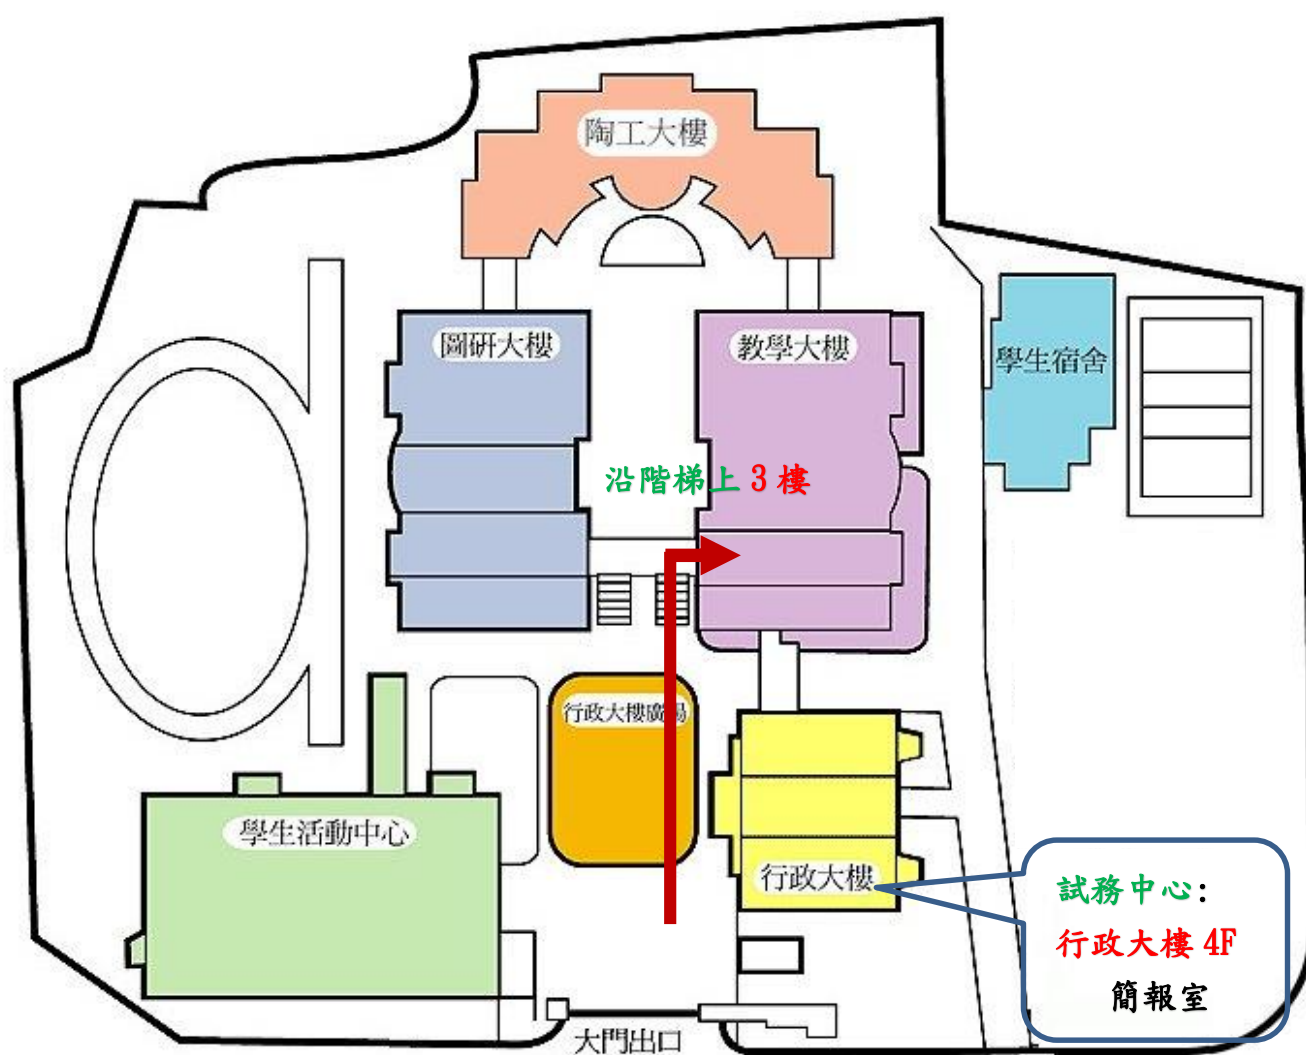 陶工大樓
圖研大樓
教學大樓
學生宿舍
沿階梯上 3 樓
行政大樓廣場
學生活動中心
行政大樓
試務中心:
行政大樓 4F
簡報室
大門出口